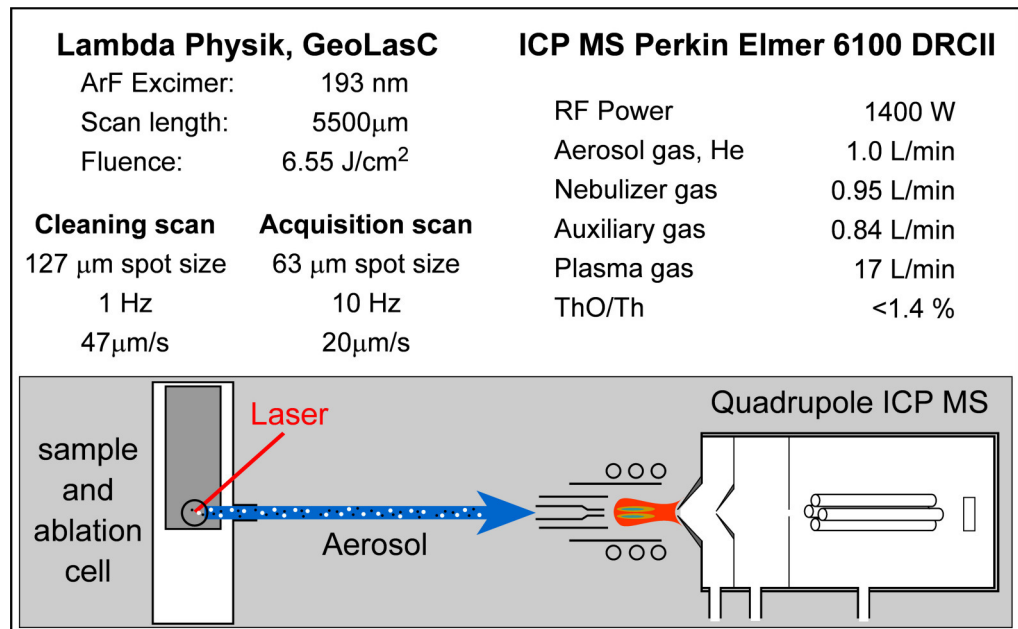 Lambda Physik, GeoLasC
ArF Excimer: 193 nm
Scan length: 5500μm
Fluence: 6.55 J/cm²
Cleaning scan Acquisition scan
127 μm spot size 63 μm spot size
1 Hz 10 Hz
47μm/s 20μm/s
ICP MS Perkin Elmer 6100 DRCII
RF Power 1400 W
Aerosol gas, He 1.0 L/min
Nebulizer gas 0.95 L/min
Auxiliary gas 0.84 L/min
Plasma gas 17 L/min
ThO/Th <1.4 %
sample
and
ablation
cell
Laser
Aerosol
Quadrupole ICP MS